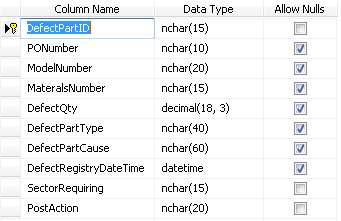 Column Name Data Type Allow Nulls
DefectPartID nchar(15)
PONumber nchar(10)
ModelNumber nchar(20)
MateralsNumber nchar(15)
DefectQty decimal(18, 3)
DefectPartType nchar(40)
DefectPartCause nchar(60)
DefectRegistryDateTime datetime
SectorRequiring nchar(15)
PostAction nchar(20)